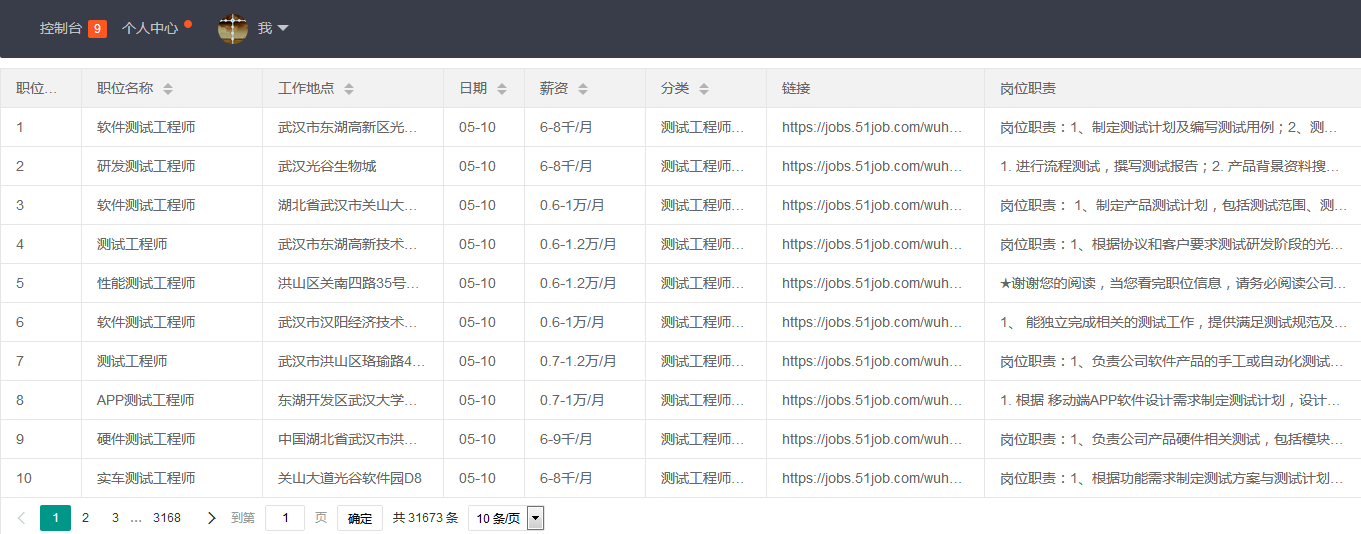 控制台 9 个人中心 我
职位... 职位名称 工作地点 日期 薪资 分类 链接 岗位职责
1 软件测试工程师 武汉市东湖高新区光... 05-10 6-8千/月 测试工程师... https://jobs.51job.com/wuh... 岗位职责：1、制定测试计划及编写测试用例；2、测...
2 研发测试工程师 武汉光谷生物城 05-10 6-8千/月 测试工程师... https://jobs.51job.com/wuh... 1. 进行流程测试，撰写测试报告；2. 产品背景资料搜...
3 软件测试工程师 湖北省武汉市关山大... 05-10 0.6-1万/月 测试工程师... https://jobs.51job.com/wuh... 岗位职责： 1、制定产品测试计划，包括测试范围、测...
4 测试工程师 武汉市东湖高新技术... 05-10 0.6-1.2万/月 测试工程师... https://jobs.51job.com/wuh... 岗位职责：1、根据协议和客户要求测试研发阶段的光...
5 性能测试工程师 洪山区关南四路35号... 05-10 0.6-1.2万/月 测试工程师... https://jobs.51job.com/wuh... ★谢谢您的阅读，当您看完职位信息，请务必阅读公司...
6 软件测试工程师 武汉市汉阳经济技术... 05-10 0.6-1万/月 测试工程师... https://jobs.51job.com/wuh... 1、 能独立完成相关的测试工作，提供满足测试规范及...
7 测试工程师 武汉市洪山区珞瑜路4... 05-10 0.7-1.2万/月 测试工程师... https://jobs.51job.com/wuh... 岗位职责：1、负责公司软件产品的手工或自动化测试...
8 APP测试工程师 东湖开发区武汉大学... 05-10 0.7-1万/月 测试工程师... https://jobs.51job.com/wuh... 1. 根据 移动端APP软件设计需求制定测试计划，设计...
9 硬件测试工程师 中国湖北省武汉市洪... 05-10 6-9千/月 测试工程师... https://jobs.51job.com/wuh... 岗位职责：1、负责公司产品硬件相关测试，包括模块...
10 实车测试工程师 关山大道光谷软件园D8 05-10 6-8千/月 测试工程师... https://jobs.51job.com/wuh... 岗位职责：1、根据功能需求制定测试方案与测试计划...
1 2 3 ... 3168 到第 1 页 确定 共 31673 条 10 条/页